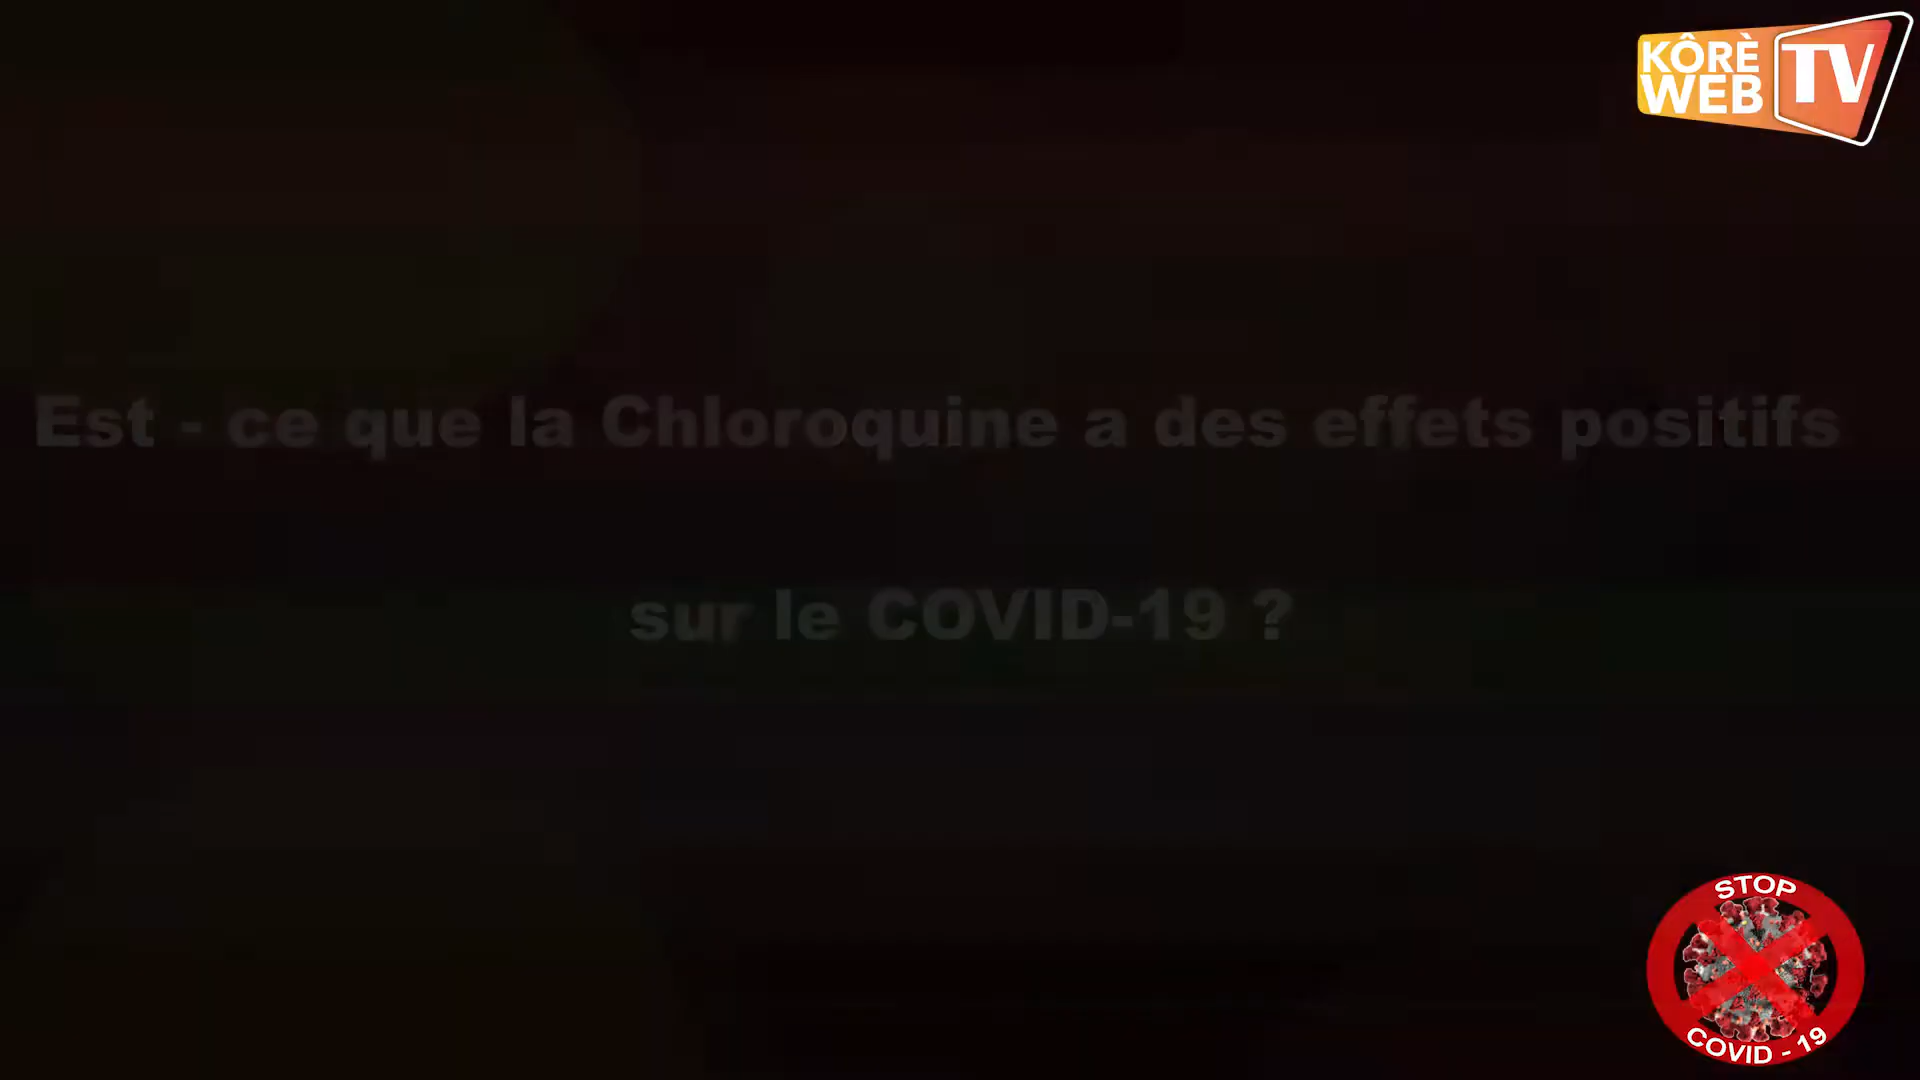 KÔRÈ
WEB
TV
Est - ce que la Chloroquine a des effets positifs
sur le COVID-19 ?
STOP
COVID - 19